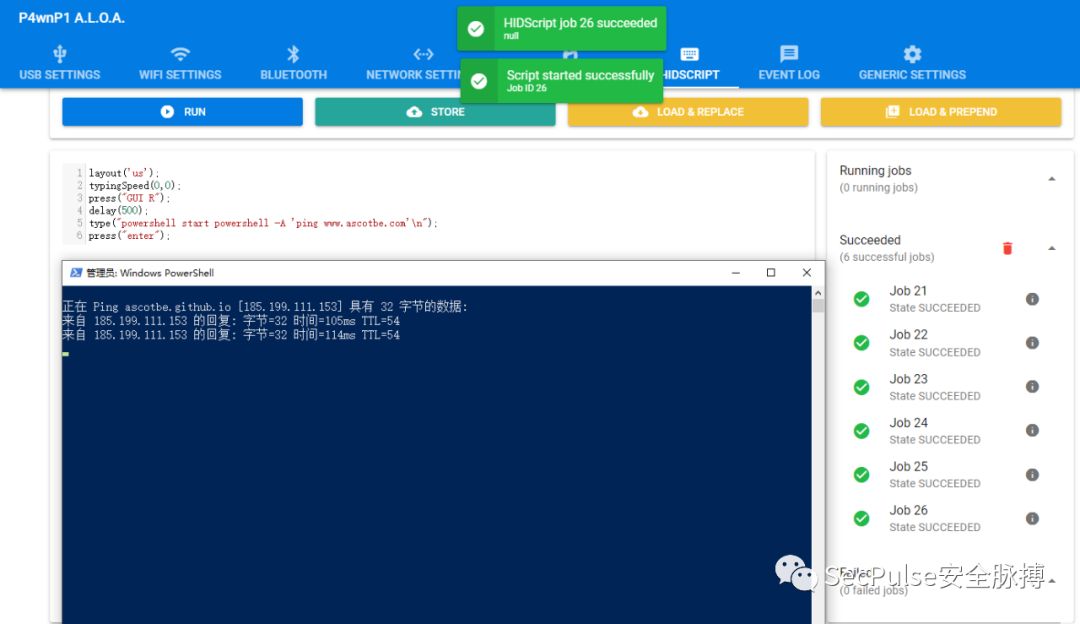 P4wnP1 A.L.O.A.
HIDScript job 26 succeeded
null
USB SETTINGS
WIFI SETTINGS
BLUETOOTH
NETWORK SETTIN
HIDSCRIPT
EVENT LOG
GENERIC SETTINGS
Script started successfully
Job ID 26
RUN
STORE
LOAD & REPLACE
LOAD & PREPEND
1 layout('us');
2 typingSpeed(0,0);
3 press("GUI R");
4 delay(500);
5 type("powershell start powershell -A 'ping www.ascotbe.com'\n");
6 press("enter");
管理员: Windows PowerShell
正在 Ping ascotbe.github.io [185.199.111.153] 具有 32 字节的数据:
来自 185.199.111.153 的回复: 字节=32 时间=105ms TTL=54
来自 185.199.111.153 的回复: 字节=32 时间=114ms TTL=54
Running jobs
(0 running jobs)
Succeeded
(6 successful jobs)
Job 21
State SUCCEEDED
Job 22
State SUCCEEDED
Job 23
State SUCCEEDED
Job 24
State SUCCEEDED
Job 25
State SUCCEEDED
Job 26
State SUCCEEDED
Failed
(0 failed jobs)
SecPulse安全脉搏